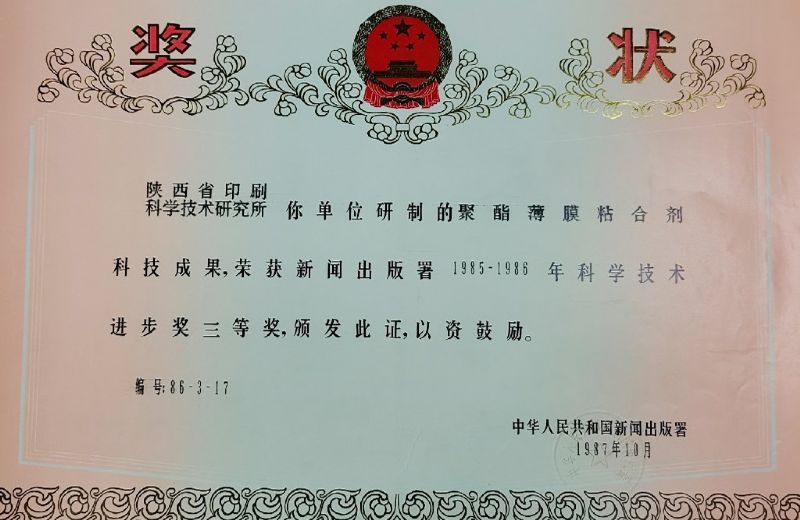 奖状
陕西省印刷
科学技术研究所 你单位研制的聚酯薄膜粘合剂
科技成果,荣获新闻出版署 1985-1986 年科学技术
进步奖三等奖,颁发此证,以资鼓励。
编号:86-3-17
中华人民共和国新闻出版署
1987年10月